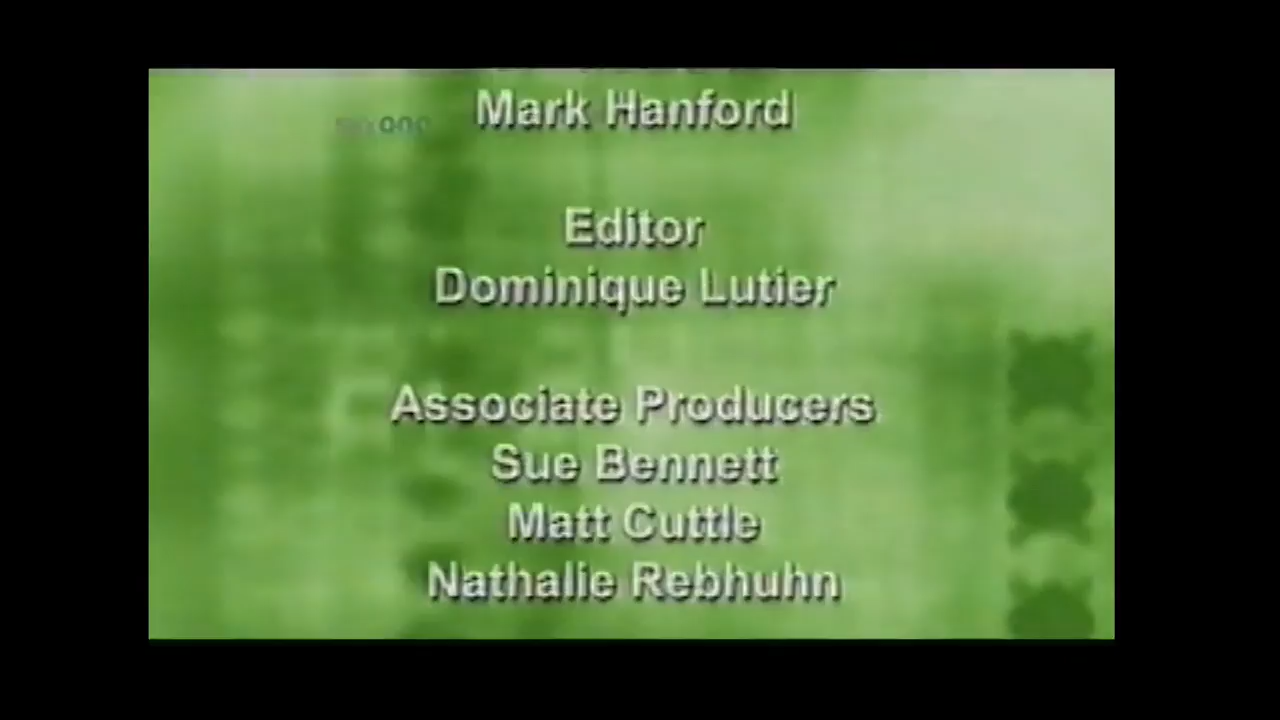 Mark Hanford
Editor
Dominique Lutier
Associate Producers
Sue Bennett
Matt Cuttle
Nathalie Rebhuhn